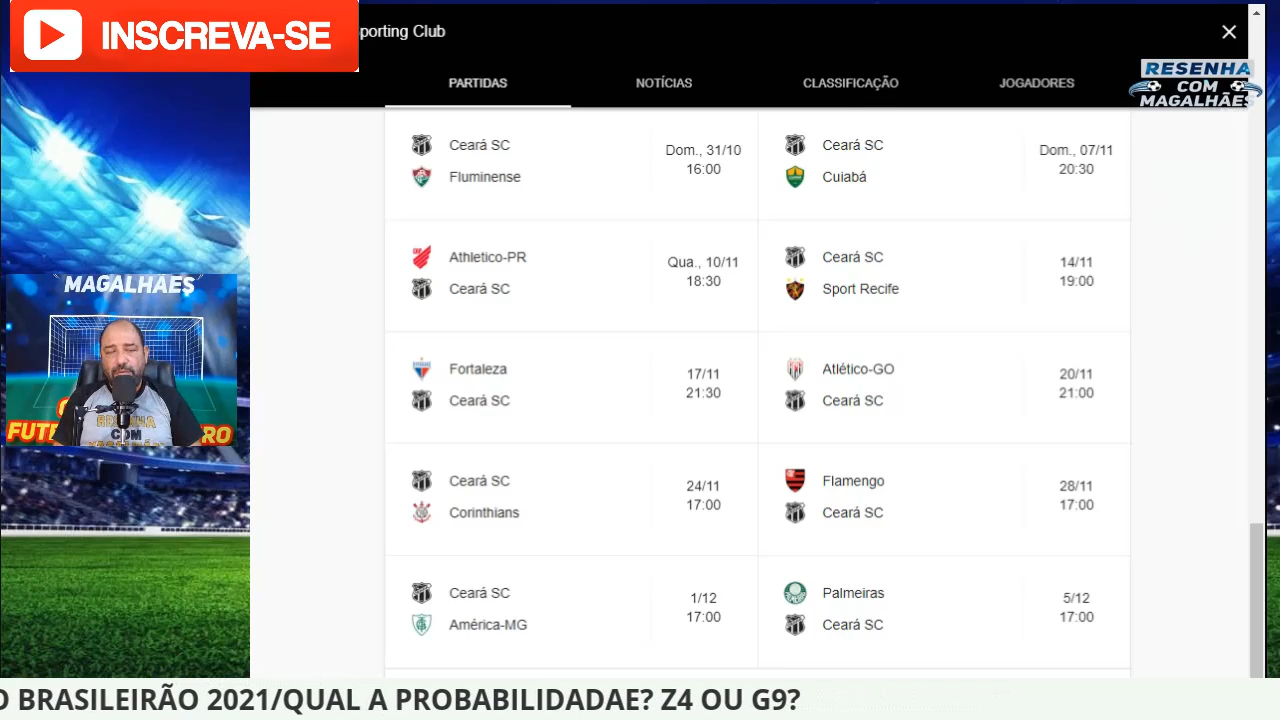 INSCREVA-SE
porting Club
PARTIDAS
NOTÍCIAS
CLASSIFICAÇÃO
JOGADORES
RESENHA
COM
MAGALHÃES
Ceará SC
Fluminense
Dom., 31/10
16:00
Ceará SC
Cuiabá
Dom., 07/11
20:30
Athletico-PR
Ceará SC
Qua., 10/11
18:30
Ceará SC
Sport Recife
14/11
19:00
Fortaleza
Ceará SC
17/11
21:30
Atlético-GO
Ceará SC
20/11
21:00
Ceará SC
Corinthians
24/11
17:00
Flamengo
Ceará SC
28/11
17:00
Ceará SC
América-MG
1/12
17:00
Palmeiras
Ceará SC
5/12
17:00
MAGALHÃES
RESENHA
COM
FUTE
RO
O BRASILEIRÃO 2021/QUAL A PROBABILIDADAE? Z4 OU G9?